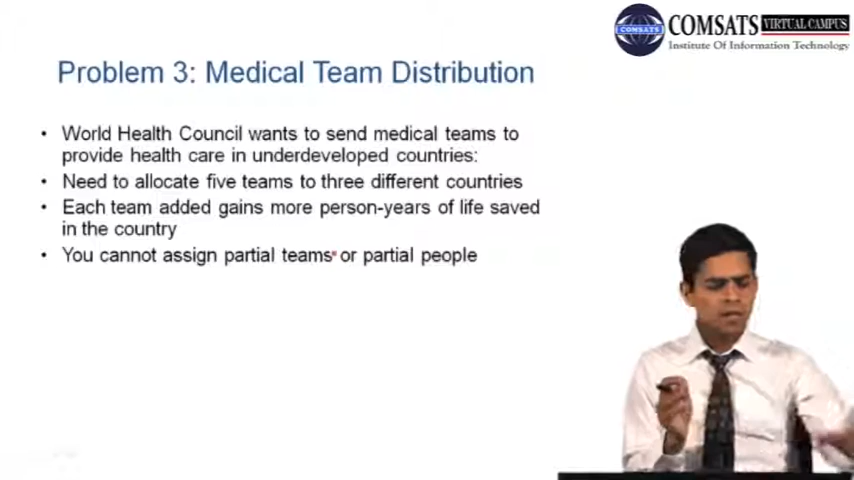 COMSATS VIRTUAL CAMPUS
COMSATS Institute Of Information Technology
Problem 3: Medical Team Distribution
• World Health Council wants to send medical teams to
provide health care in underdeveloped countries:
• Need to allocate five teams to three different countries
• Each team added gains more person-years of life saved
in the country
• You cannot assign partial teams or partial people